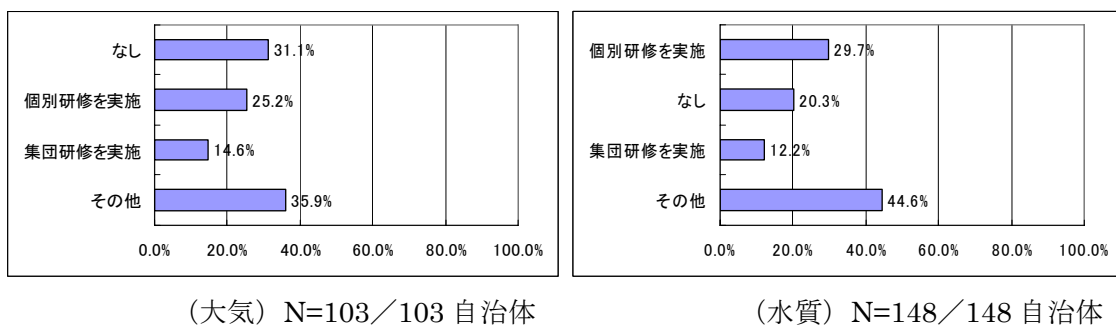 なし
31.1%
個別研修を実施
25.2%
集団研修を実施
14.6%
その他
35.9%
0.0% 20.0% 40.0% 60.0% 80.0% 100.0%
（大気）N=103／103 自治体
個別研修を実施
29.7%
なし
20.3%
集団研修を実施
12.2%
その他
44.6%
0.0% 20.0% 40.0% 60.0% 80.0% 100.0%
（水質）N=148／148 自治体